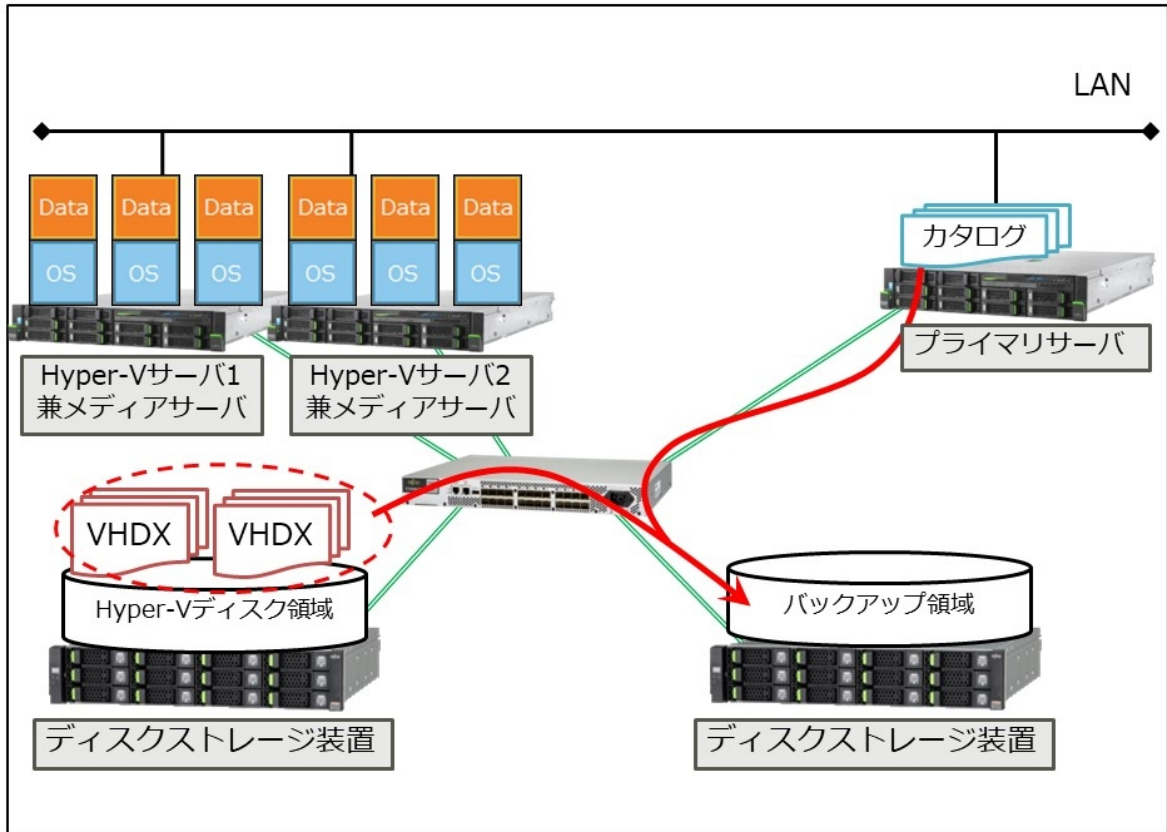 LAN
Data
Data
Data
Data
Data
Data
OS
OS
OS
OS
OS
OS
カタログ
Hyper-Vサーバ1
兼メディアサーバ
Hyper-Vサーバ2
兼メディアサーバ
プライマリサーバ
VHDX
VHDX
Hyper-Vディスク領域
バックアップ領域
ディスクストレージ装置
ディスクストレージ装置